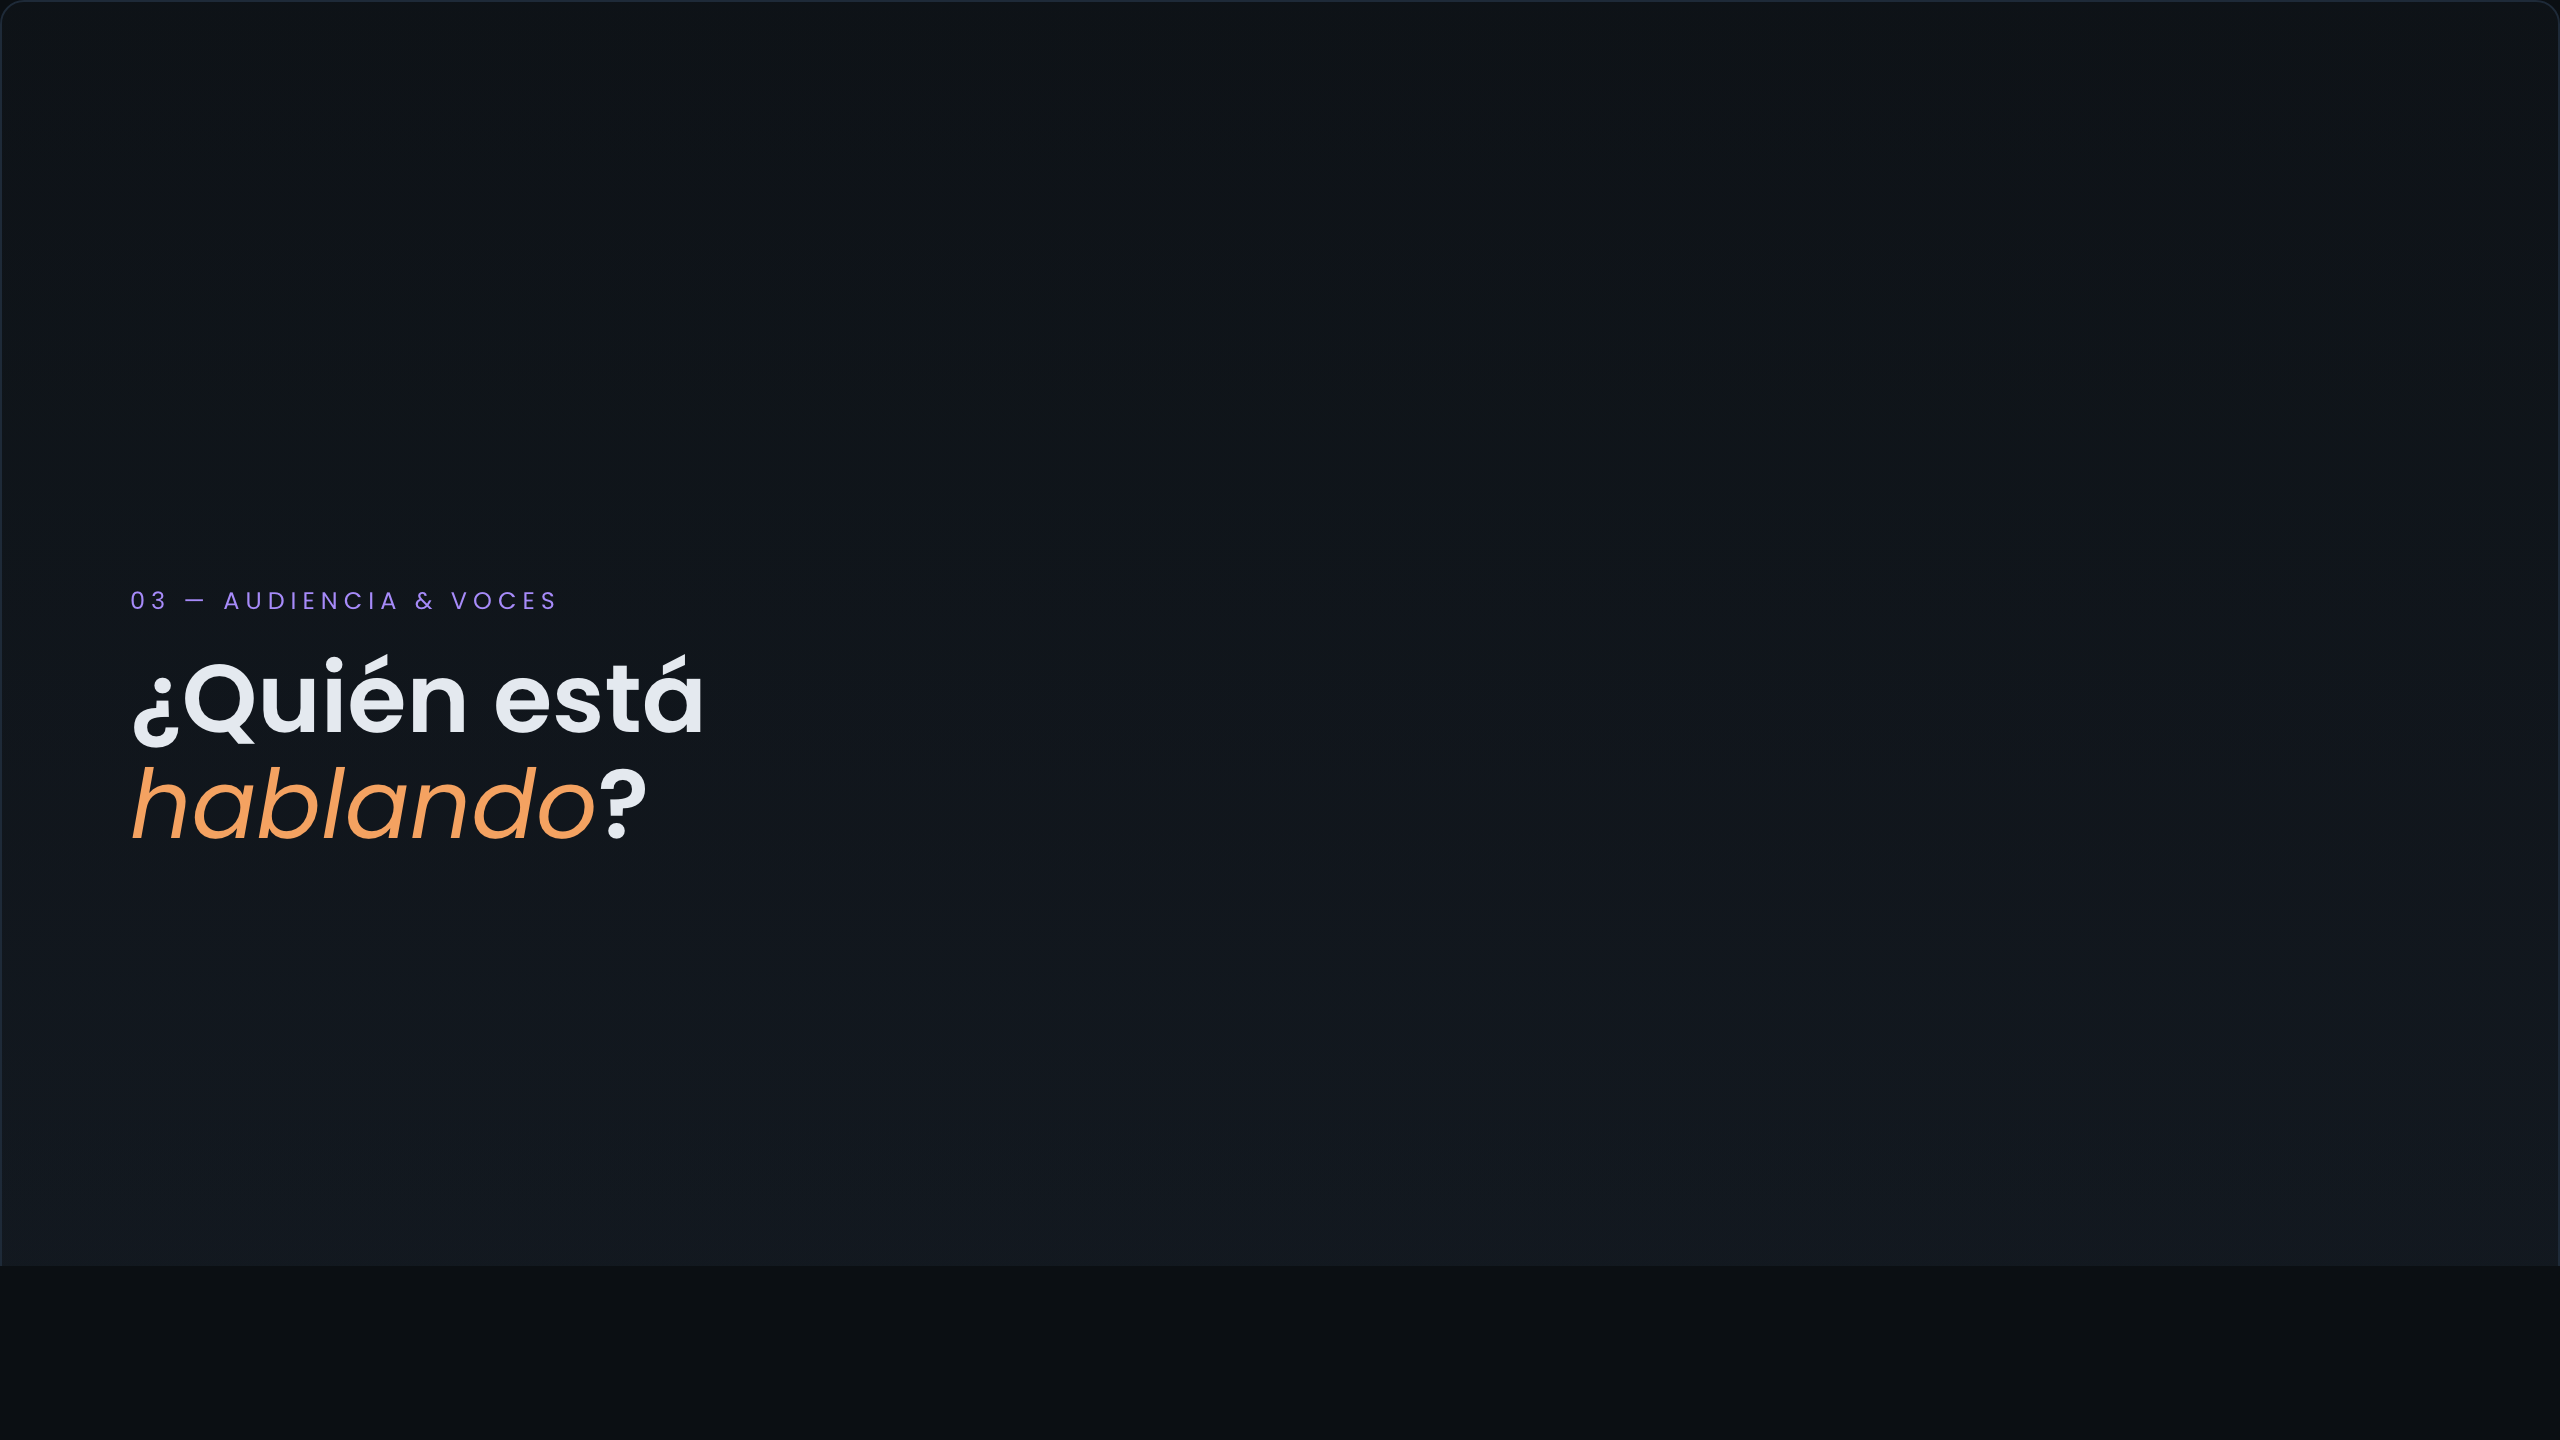 03 — AUDIENCIA & VOCES
¿Quién está
hablando?